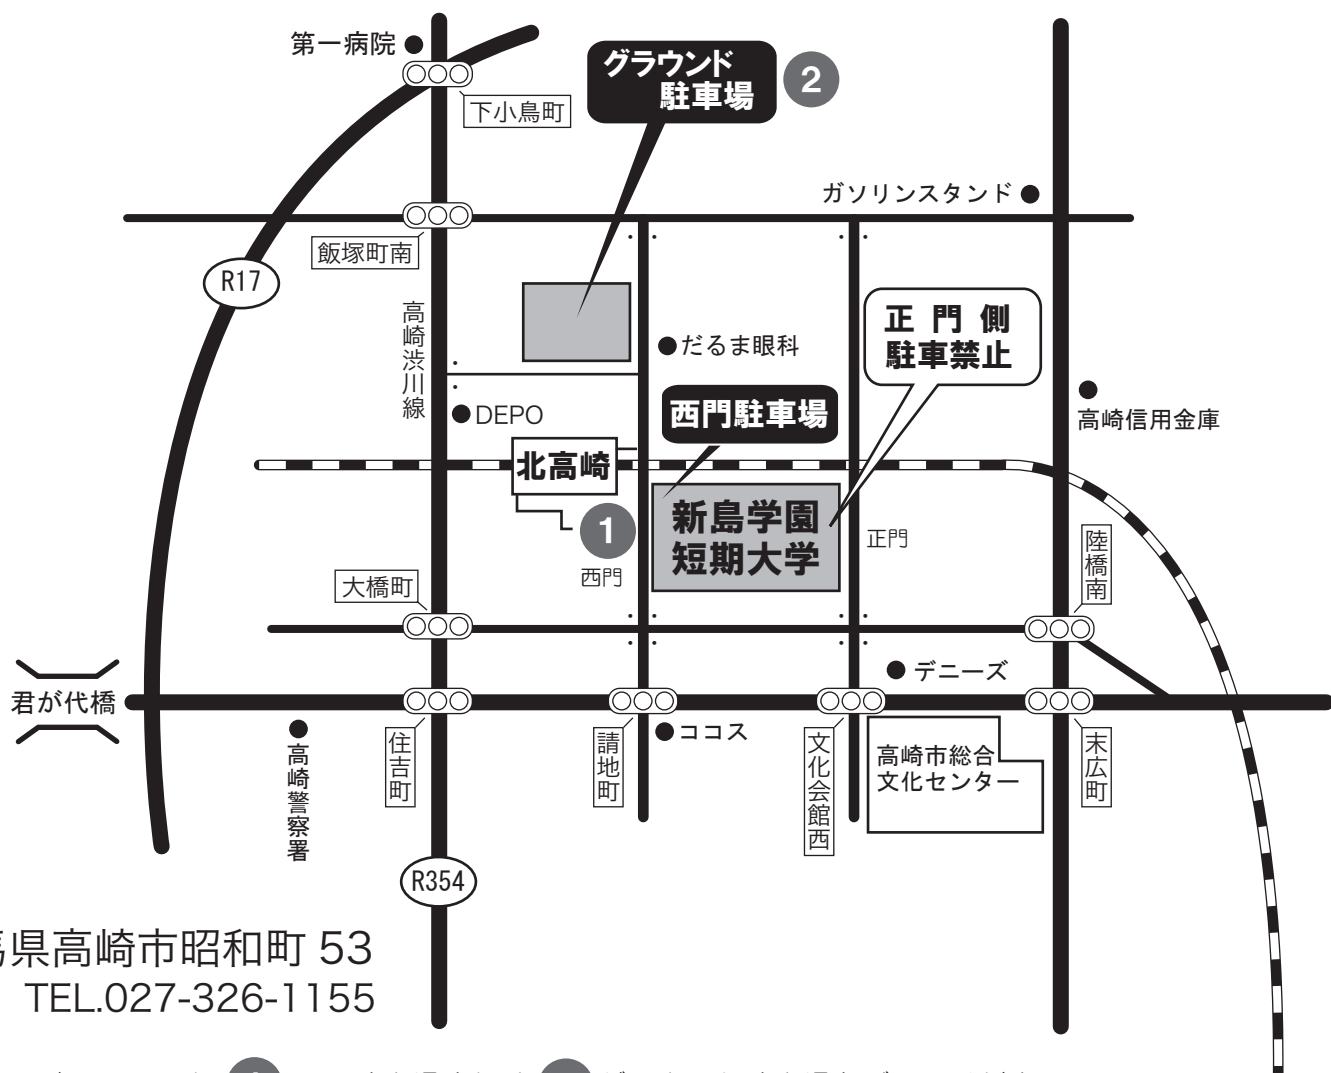 第一病院
グラウンド
駐車場
2
下小鳥町
ガソリンスタンド
飯塚町南
R17
高崎渋川線
正門側
駐車禁止
だるま眼科
DEPO
西門駐車場
高崎信用金庫
北高崎
新島学園
短期大学
1
西門
正門
陸橋南
大橋町
デニーズ
君が代橋
高崎警察署
住吉町
請地町
ココス
文化会館西
高崎市総合
文化センター
末広町
R354
県高崎市昭和町 53
TEL.027-326-1155